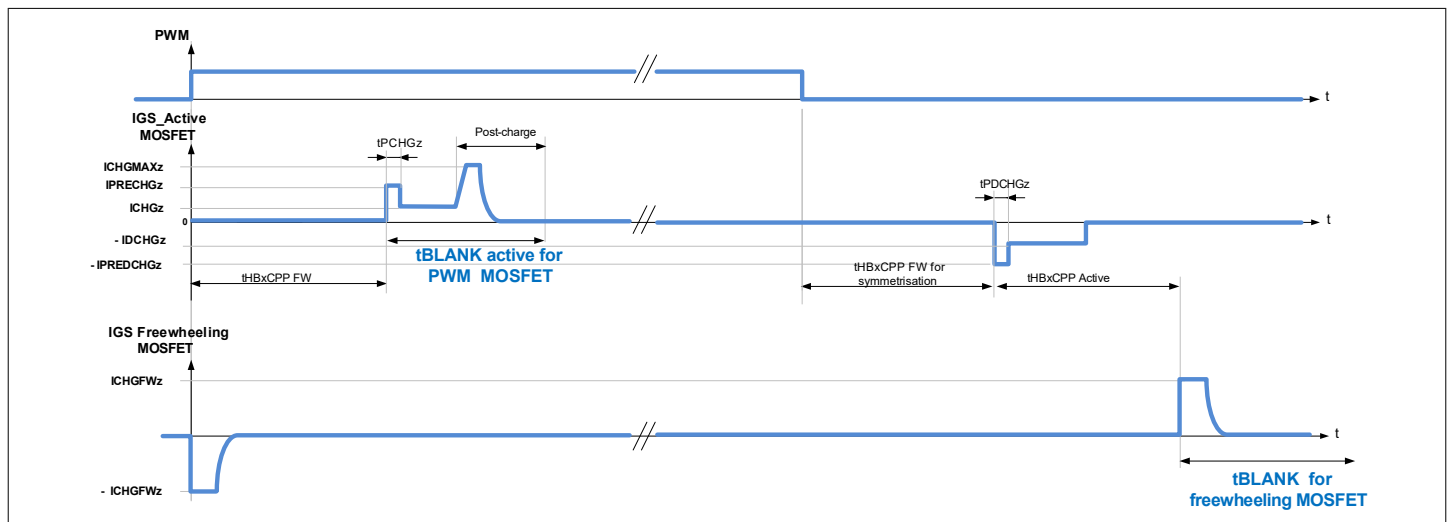 PWM
t
IGS_Active
MOSFET
tPCHGz
Post-charge
ICHGMAXz
IPRECHGz
tPDCHGz
ICHGz
0
t
- IDCHGz
tBLANK active for
PWM MOSFET
- IPREDCHGz
tHBxCPP FW
tHBxCPP FW for
symmetrisation
tHBxCPP Active
IGS Freewheeling
MOSFET
ICHGFWz
t
- ICHGFWz
tBLANK for
freewheeling MOSFET